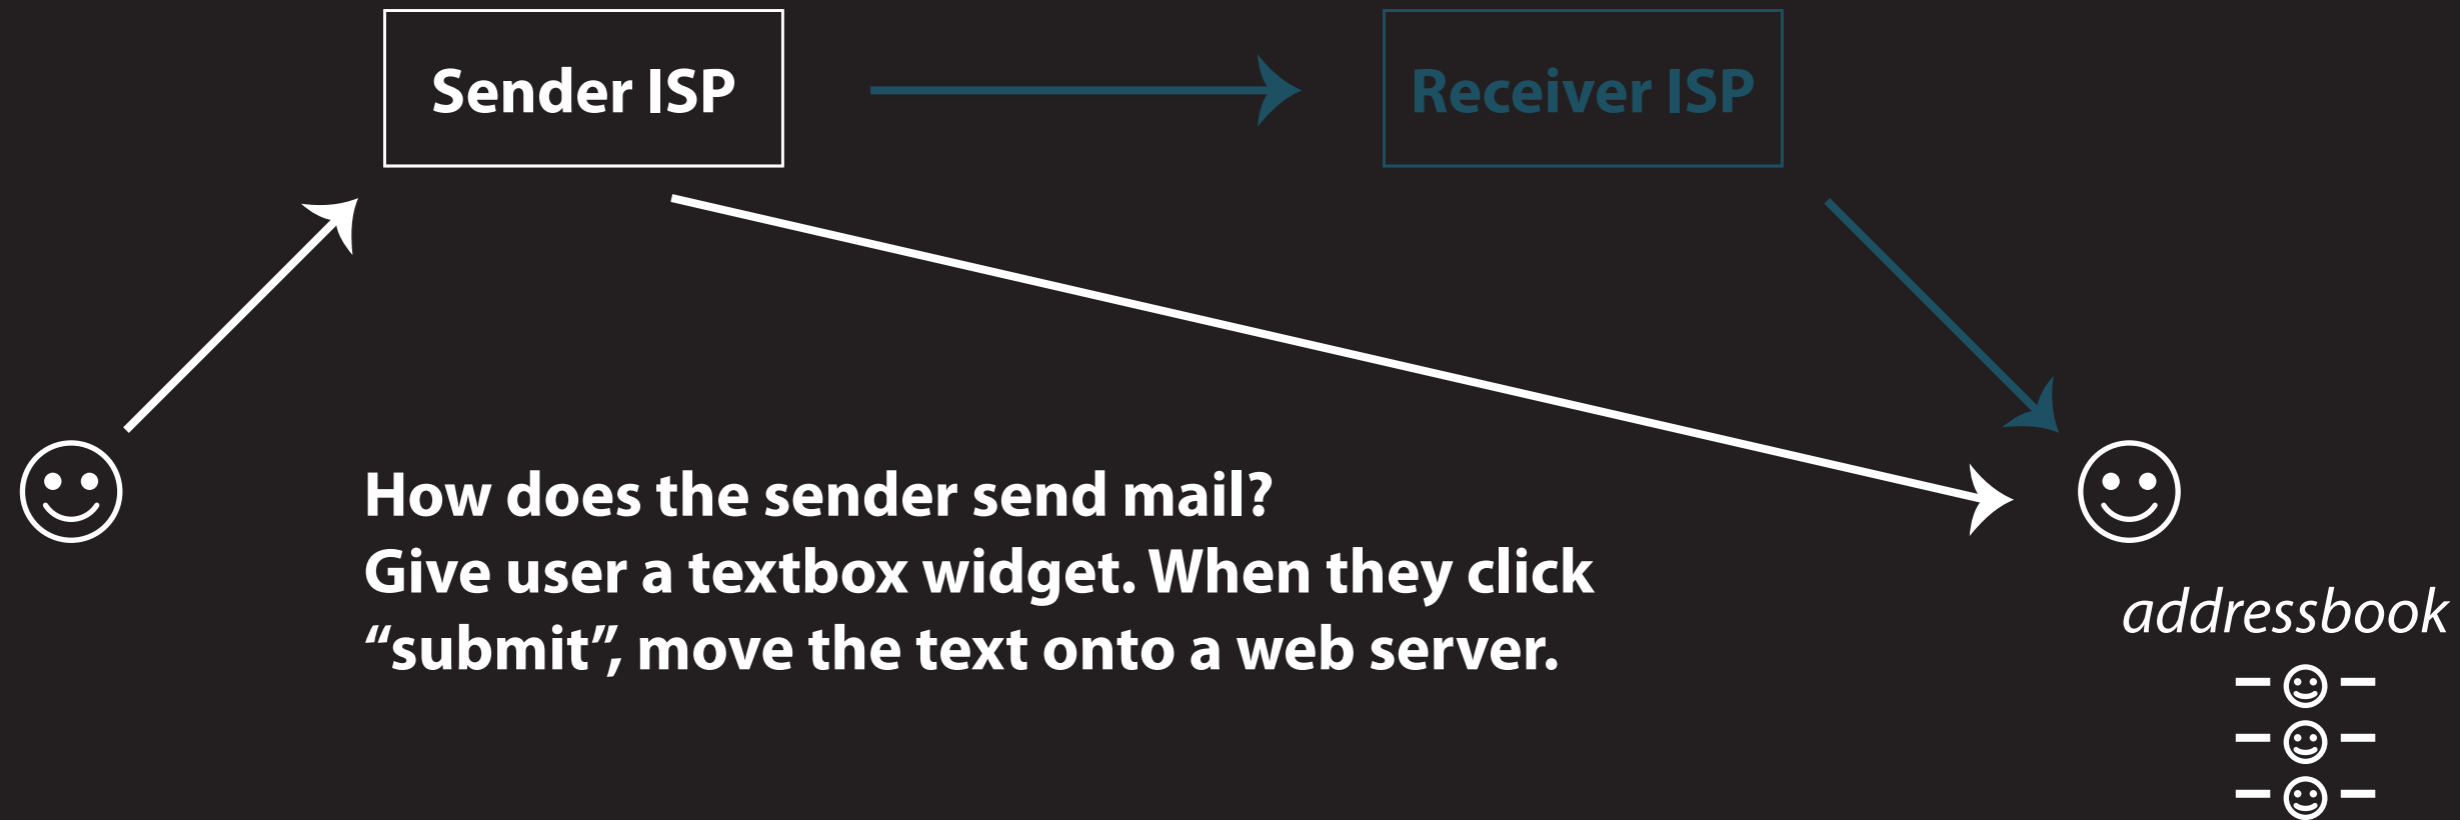 Sender ISP
Receiver ISP
How does the sender send mail?
Give user a textbox widget. When they click
“submit”, move the text onto a web server.
addressbook